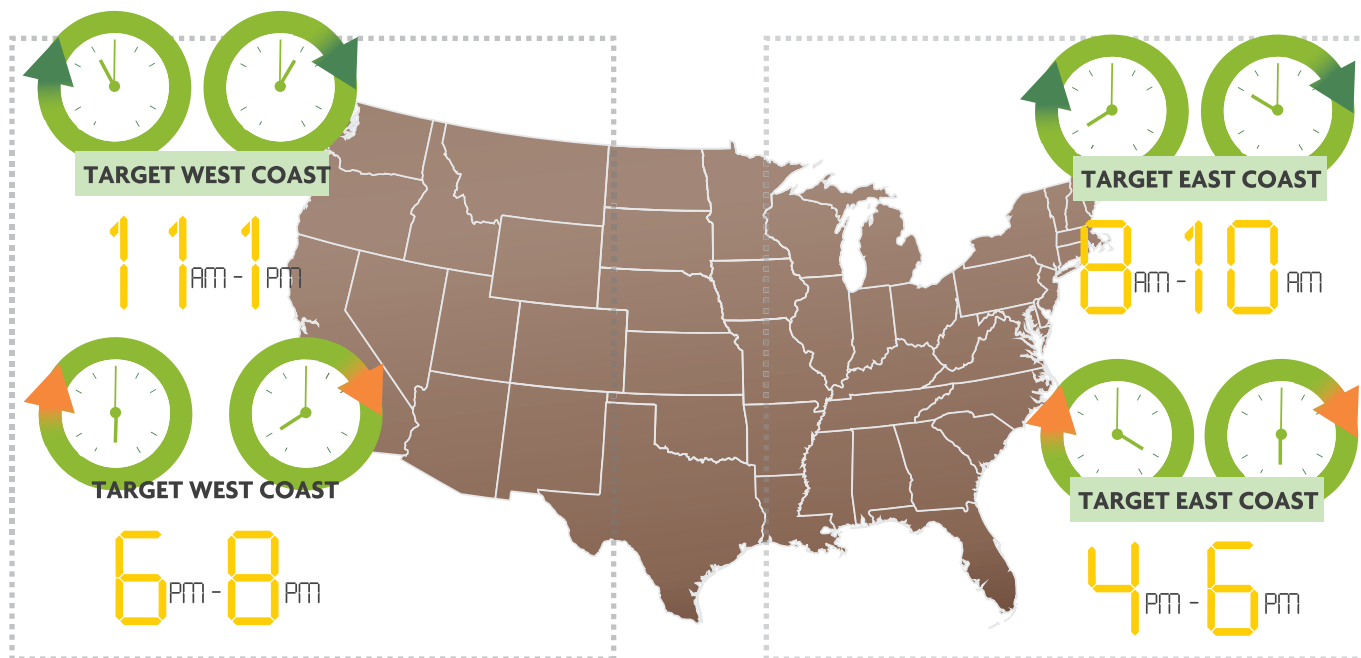 TARGET WEST COAST
11AM - 1PM
TARGET WEST COAST
6PM - 8PM
TARGET EAST COAST
8AM - 10AM
TARGET EAST COAST
4PM - 6PM